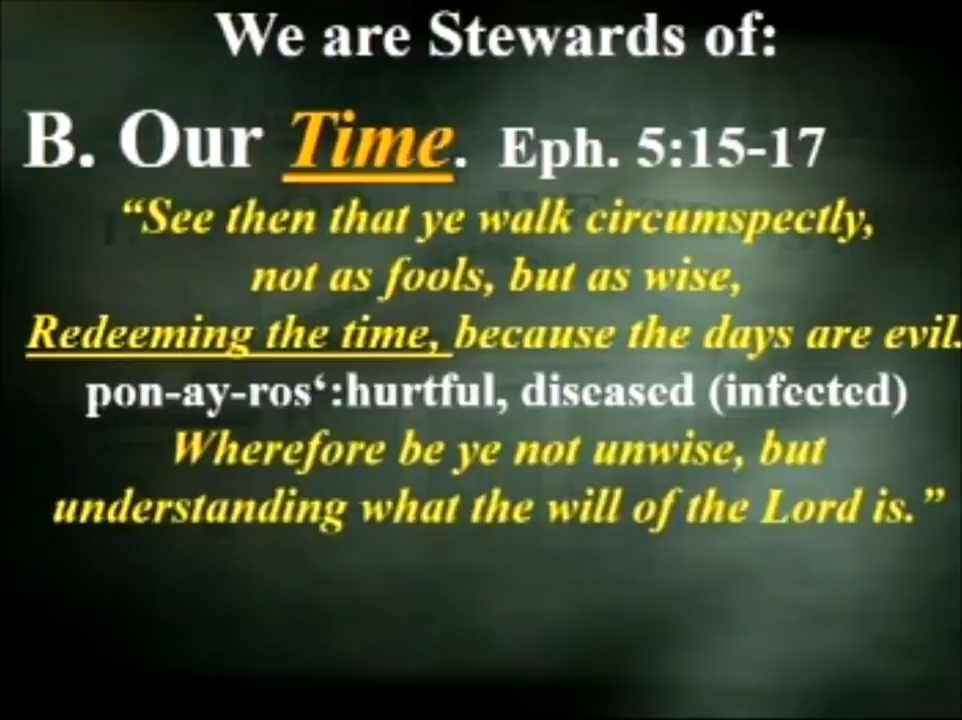 We are Stewards of:
B. Our Time. Eph. 5:15-17
“See then that ye walk circumspectly,
not as fools, but as wise,
Redeeming the time, because the days are evil.
pon-ay-ros‘:hurtful, diseased (infected)
Wherefore be ye not unwise, but
understanding what the will of the Lord is.”